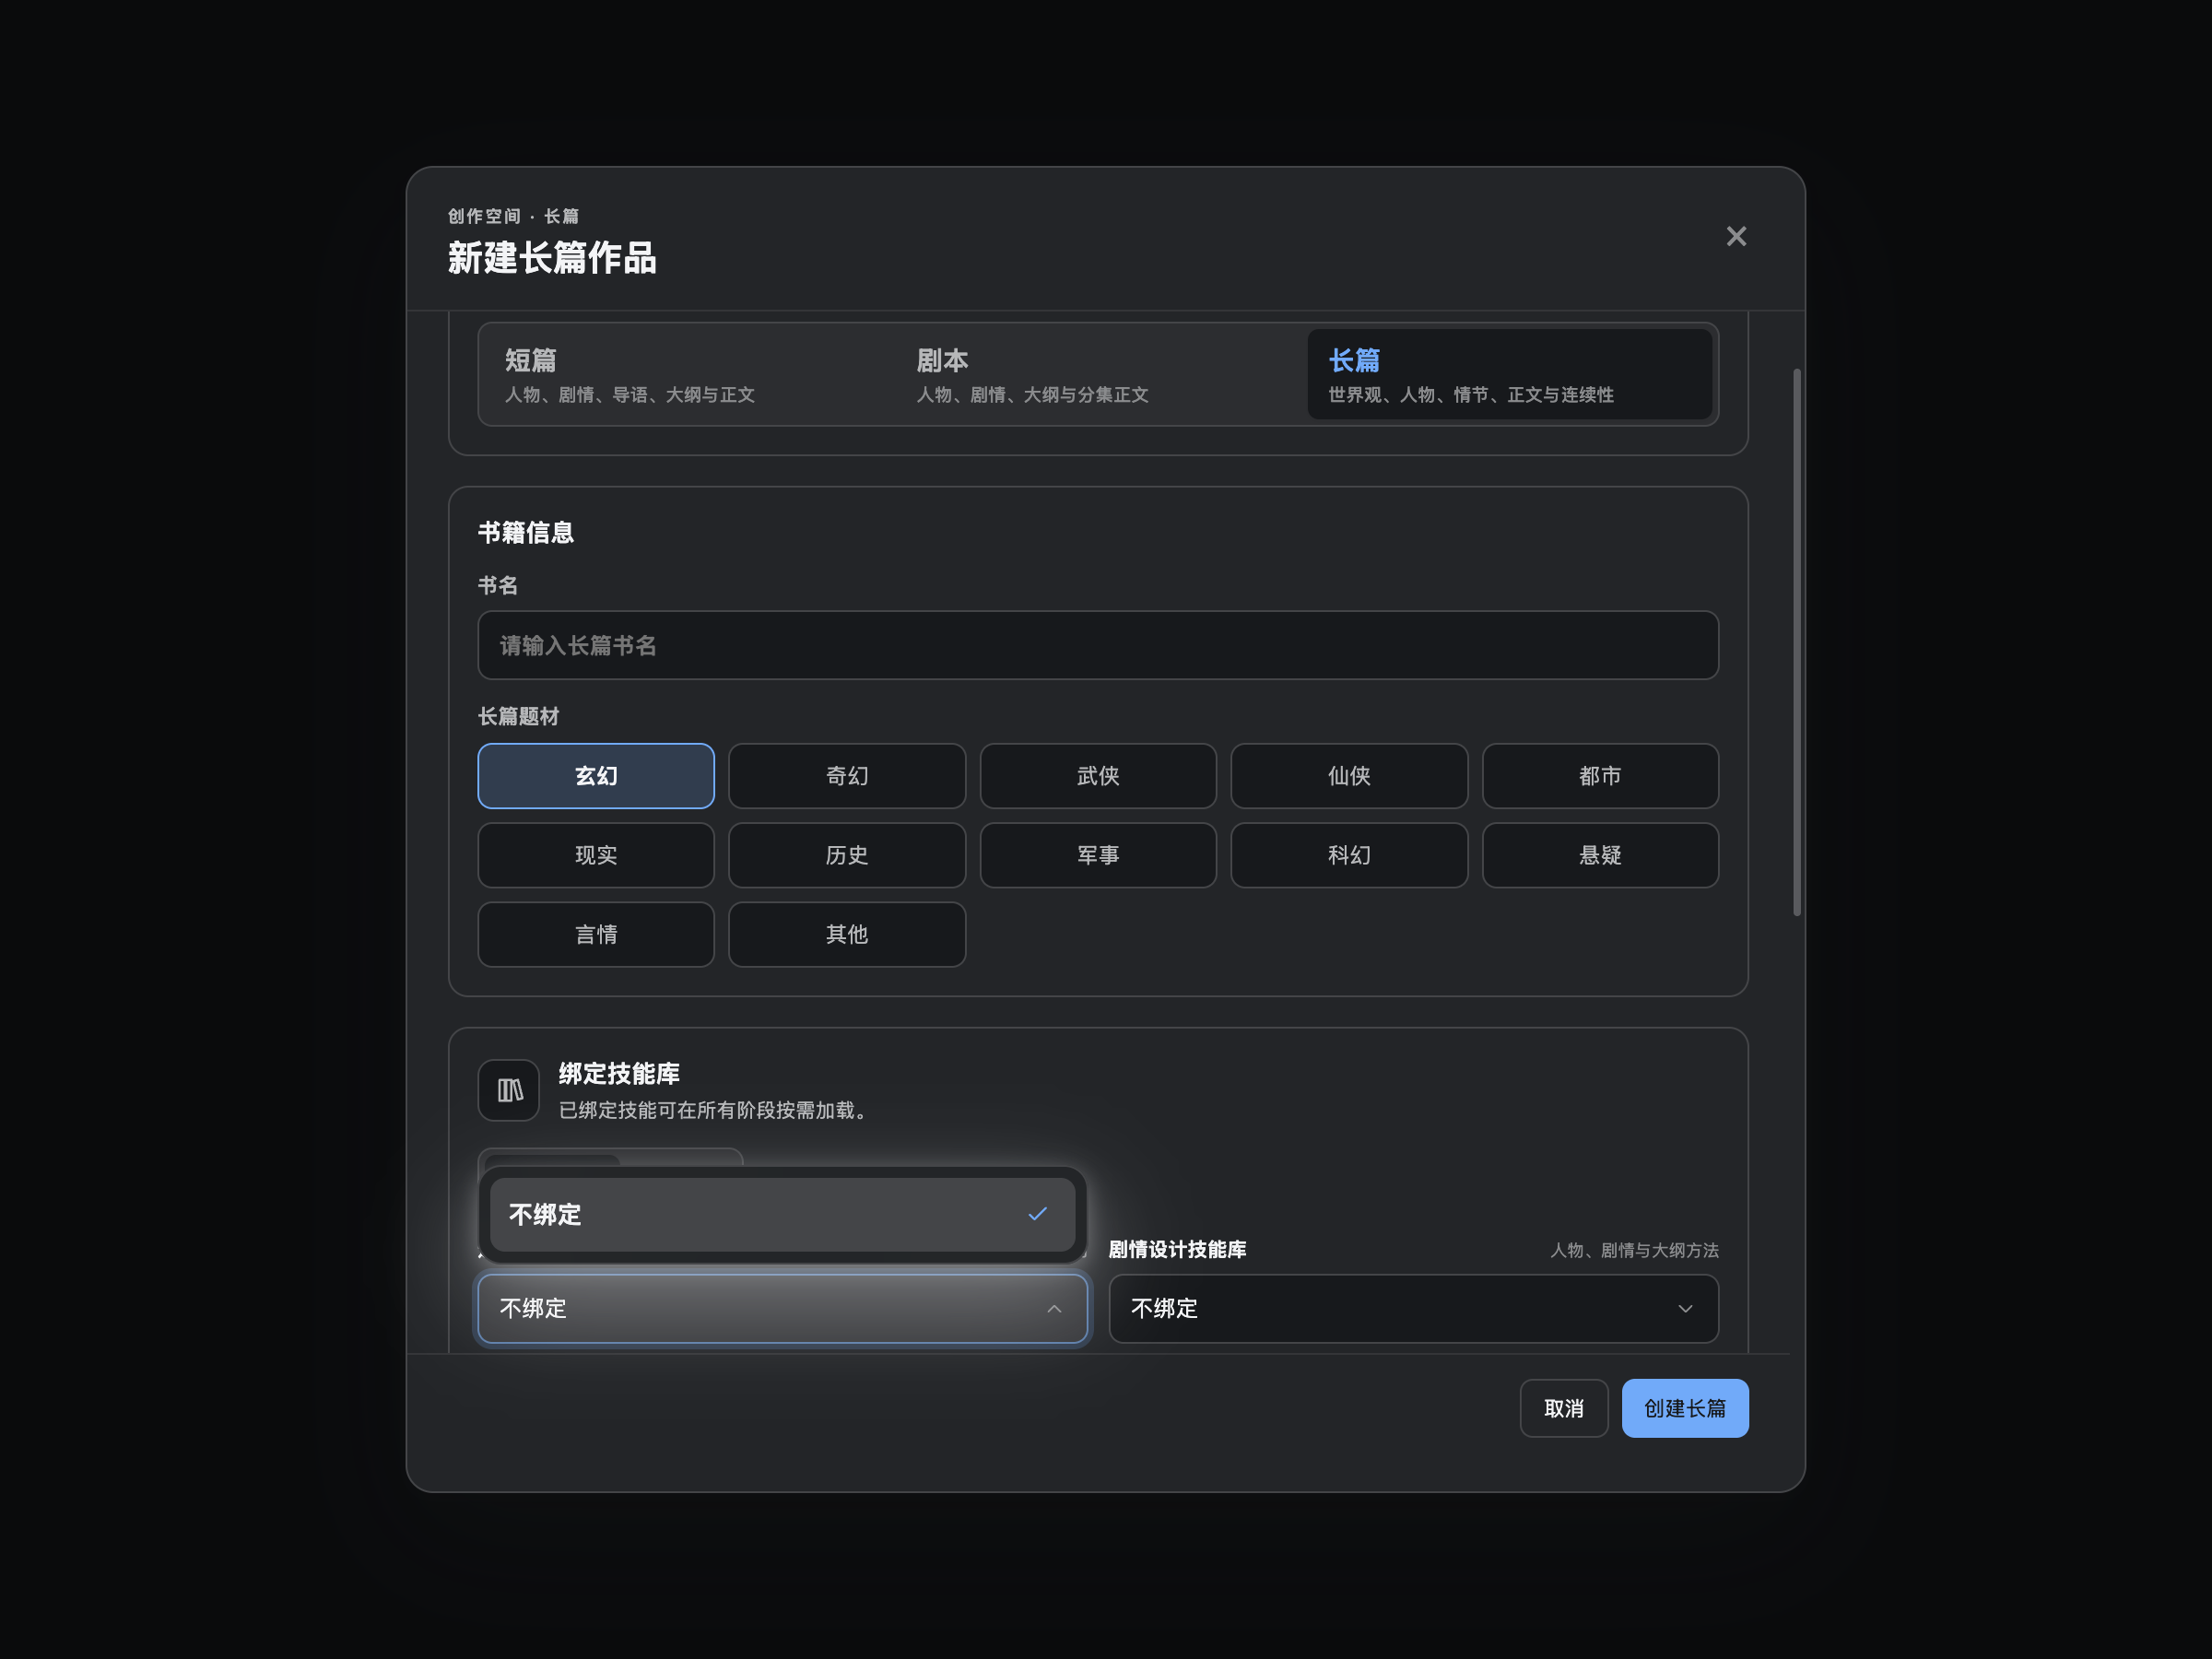 创作空间 · 长篇
新建长篇作品
短篇
人物、剧情、导语、大纲与正文
剧本
人物、剧情、大纲与分集正文
长篇
世界观、人物、情节、正文与连续性
书籍信息
书名
请输入长篇书名
长篇题材
玄幻
奇幻
武侠
仙侠
都市
现实
历史
军事
科幻
悬疑
言情
其他
绑定技能库
已绑定技能可在所有阶段按需加载。
不绑定
不绑定
剧情设计技能库
人物、剧情与大纲方法
不绑定
取消
创建长篇